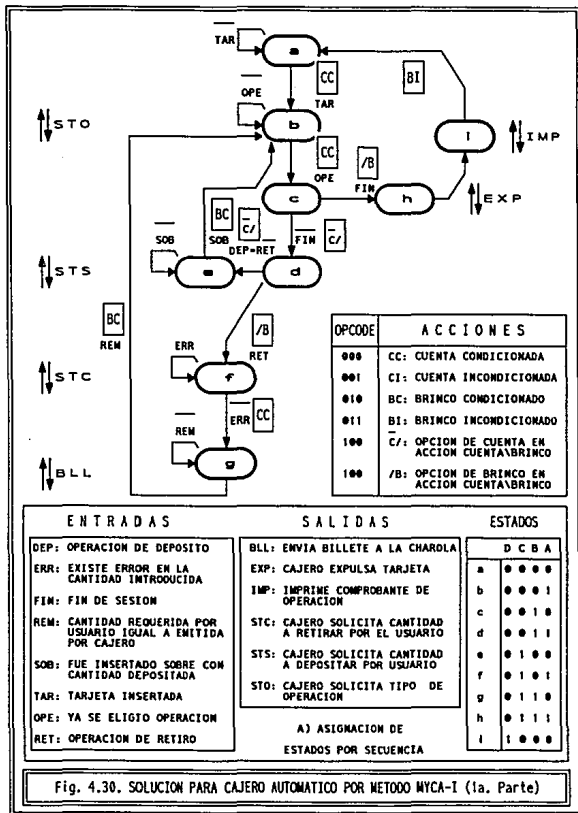 TAR
a
CC
TAR
BI
OPE
STO
b
CC
OPE
i
IMP
/B
FIN
c
h
EXP
BC
SOB
C/
DEP=RET
FIN
C/
SOB
STS
e
d
BC
REM
/B
RET
ERR
STC
f
ERR
CC
REM
BLL
g
OPCODE ACCIONES
000 CC: CUENTA CONDICIONADA
001 CI: CUENTA INCONDICIONADA
010 BC: BRINCO CONDICIONADO
011 BI: BRINCO INCONDICIONADO
100 C/: OPCION DE CUENTA EN
ACCION CUENTA\BRINCO
100 /B: OPCION DE BRINCO EN
ACCION CUENTA\BRINCO
ENTRADAS
DEP: OPERACION DE DEPOSITO
ERR: EXISTE ERROR EN LA
CANTIDAD INTRODUCIDA
FIN: FIN DE SESION
REM: CANTIDAD REQUERIDA POR
USUARIO IGUAL A EMITIDA
POR CAJERO
SOB: FUE INSERTADO SOBRE CON
CANTIDAD DEPOSITADA
TAR: TARJETA INSERTADA
OPE: YA SE ELIGIO OPERACION
RET: OPERACION DE RETIRO
SALIDAS
BLL: ENVIA BILLETE A LA CHAROLA
EXP: CAJERO EXPULSA TARJETA
IMP: IMPRIME COMPROBANTE DE
OPERACION
STC: CAJERO SOLICITA CANTIDAD
A RETIRAR POR EL USUARIO
STS: CAJERO SOLICITA CANTIDAD
A DEPOSITAR POR USUARIO
STO: CAJERO SOLICITA TIPO DE
OPERACION
A) ASIGNACION DE
ESTADOS POR SECUENCIA
ESTADOS
D C B A
a 0 0 0 0
b 0 0 0 1
c 0 0 1 0
d 0 0 1 1
e 0 1 0 0
f 0 1 0 1
g 0 1 1 0
h 0 1 1 1
i 1 0 0 0
Fig. 4.30. SOLUCION PARA CAJERO AUTOMATICO POR METODO MYCA-I (1a. Parte)